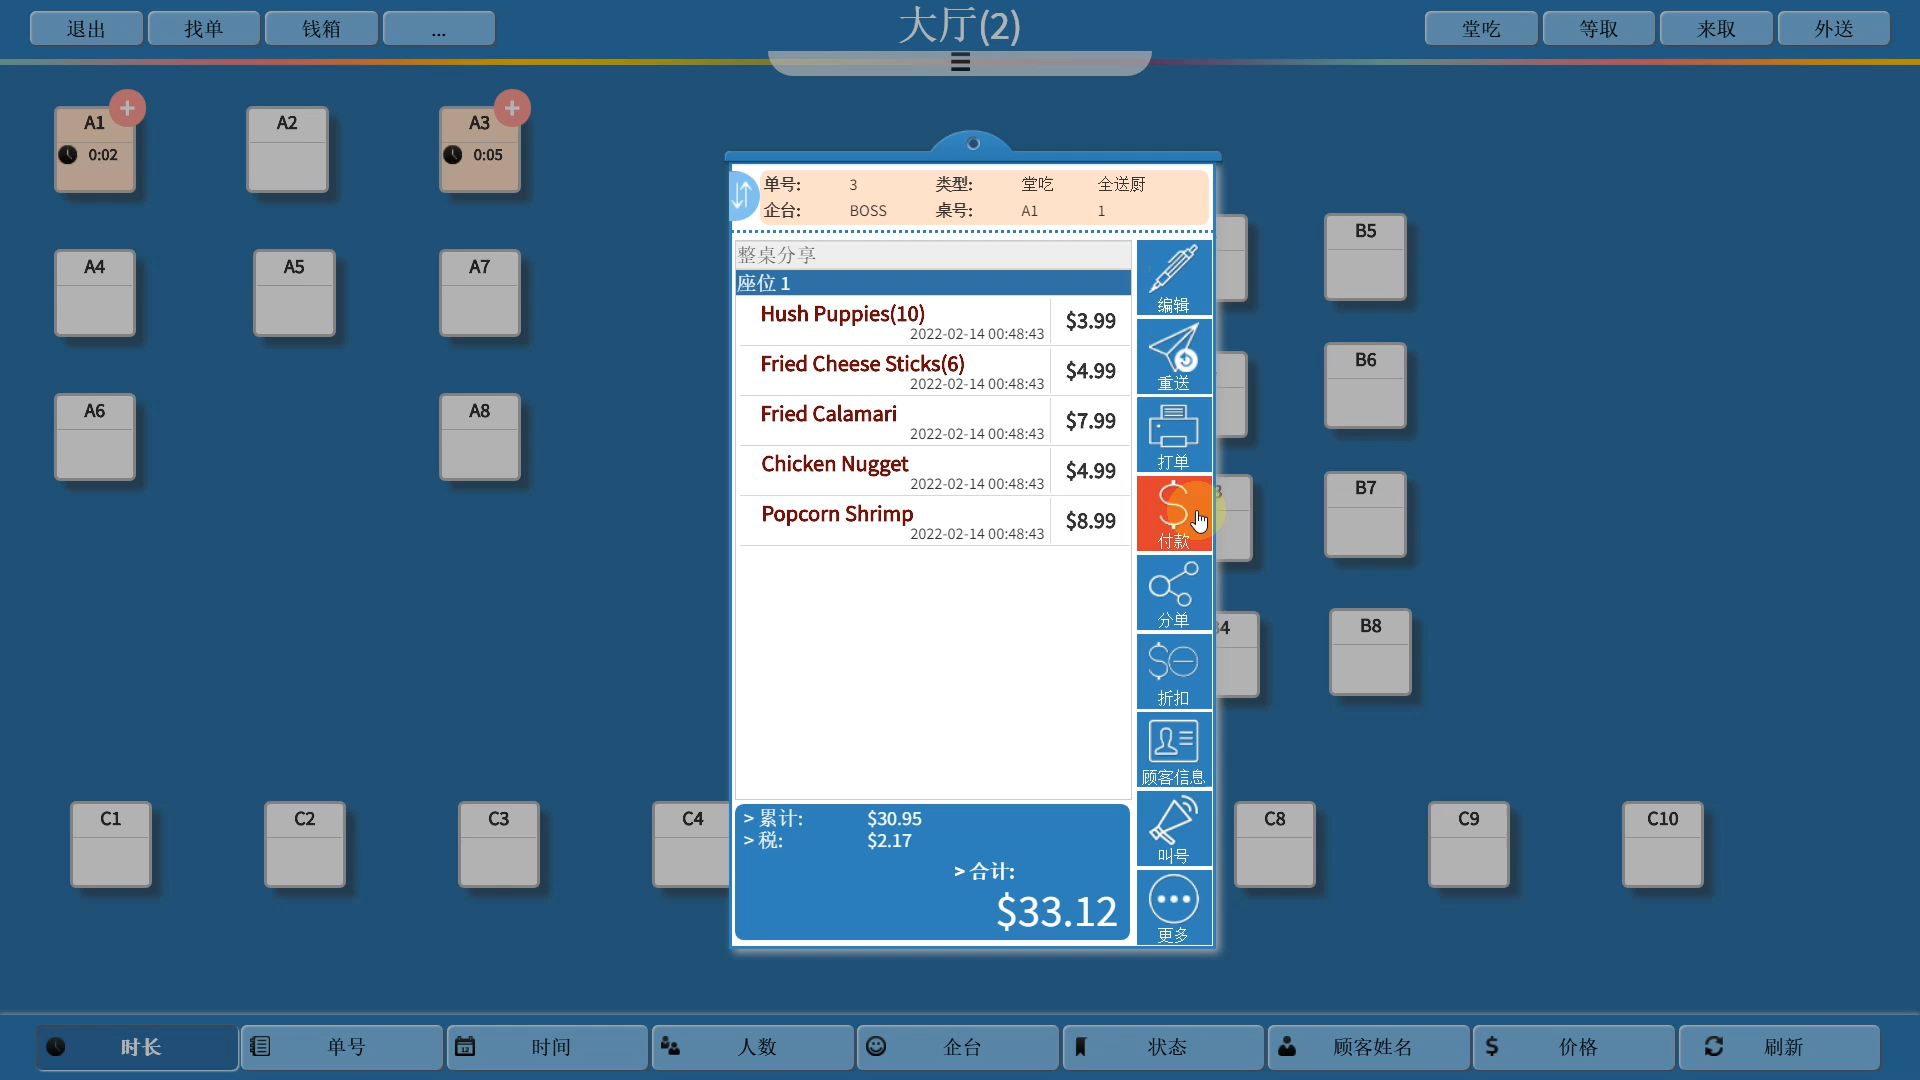 退出 找单 钱箱 ... 大厅(2) 堂吃 等取 来取 外送
A1 A2 A3
0:02 0:05
单号: 3 类型: 堂吃 全送厨
企台: BOSS 桌号: A1 1
B5
整桌分享
A4 A5 A7
座位 1
编辑
Hush Puppies(10) $3.99
2022-02-14 00:48:43
B6
Fried Cheese Sticks(6) $4.99
2022-02-14 00:48:43
重送
A6 A8
Fried Calamari $7.99
2022-02-14 00:48:43
打单
Chicken Nugget $4.99
2022-02-14 00:48:43
B7
Popcorn Shrimp $8.99
2022-02-14 00:48:43
付款
分单
4 B8
折扣
顾客信息
C1 C2 C3 C4 C8 C9 C10
> 累计: $30.95
> 税: $2.17
叫号
> 合计:
$33.12
更多
时长 单号 时间 人数 企台 状态 顾客姓名 价格 刷新